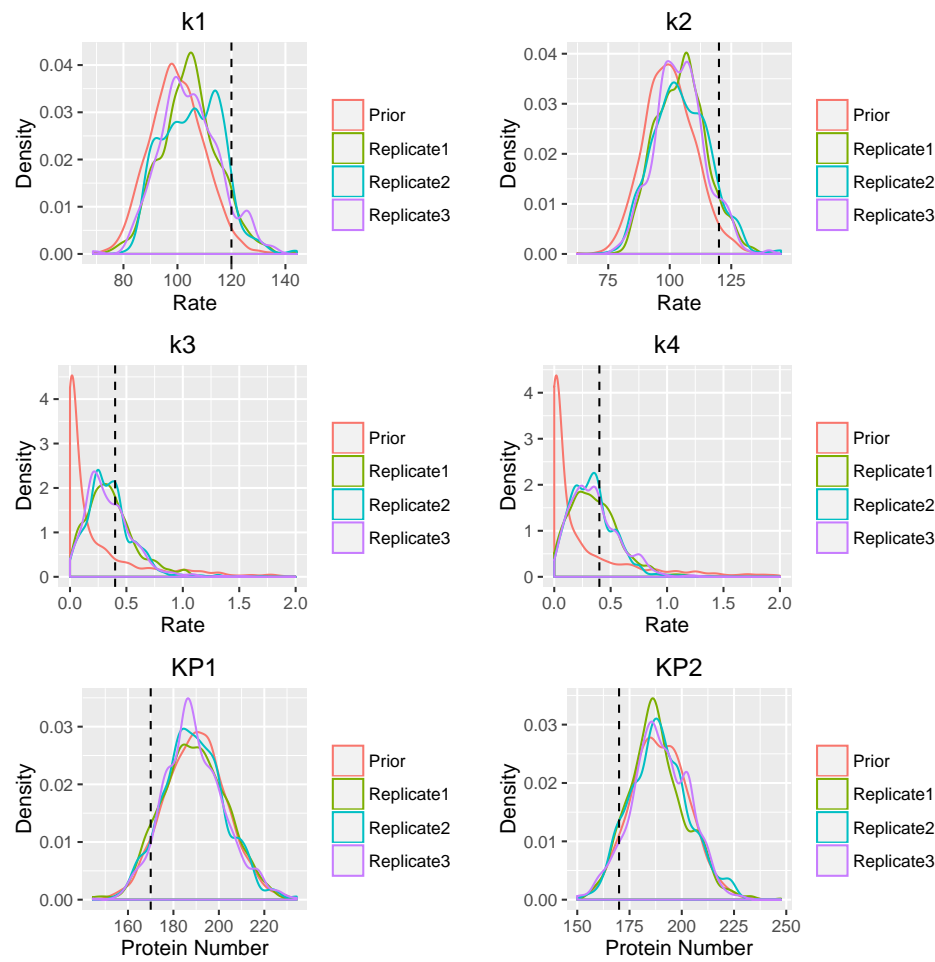 k1
Density
0.04
0.03
0.02
0.01
0.00
80 100 120 140
Rate
Prior
Replicate1
Replicate2
Replicate3
k2
Density
0.04
0.03
0.02
0.01
0.00
75 100 125
Rate
Prior
Replicate1
Replicate2
Replicate3
k3
Density
4
3
2
1
0
0.0 0.5 1.0 1.5 2.0
Rate
Prior
Replicate1
Replicate2
Replicate3
k4
Density
4
3
2
1
0
0.0 0.5 1.0 1.5 2.0
Rate
Prior
Replicate1
Replicate2
Replicate3
KP1
Density
0.03
0.02
0.01
0.00
160 180 200 220
Protein Number
Prior
Replicate1
Replicate2
Replicate3
KP2
Density
0.03
0.02
0.01
0.00
150 175 200 225 250
Protein Number
Prior
Replicate1
Replicate2
Replicate3